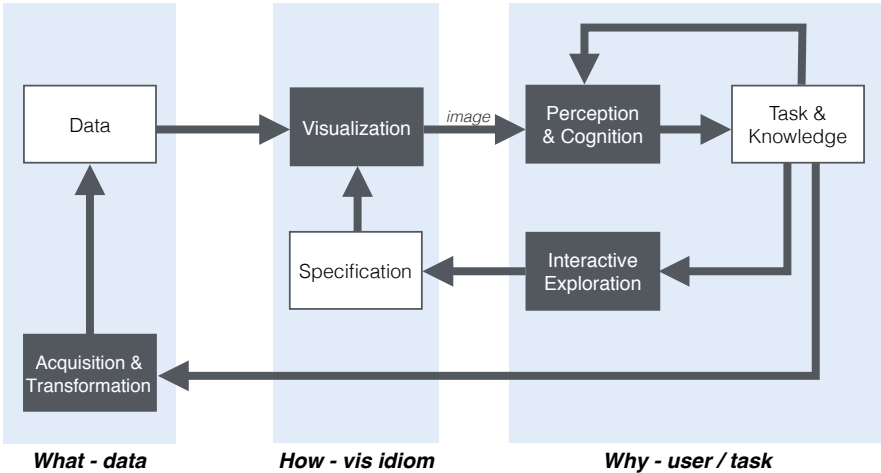 Data
Visualization
image
Perception
& Cognition
Task &
Knowledge
Specification
Interactive
Exploration
Acquisition &
Transformation
What - data
How - vis idiom
Why - user / task